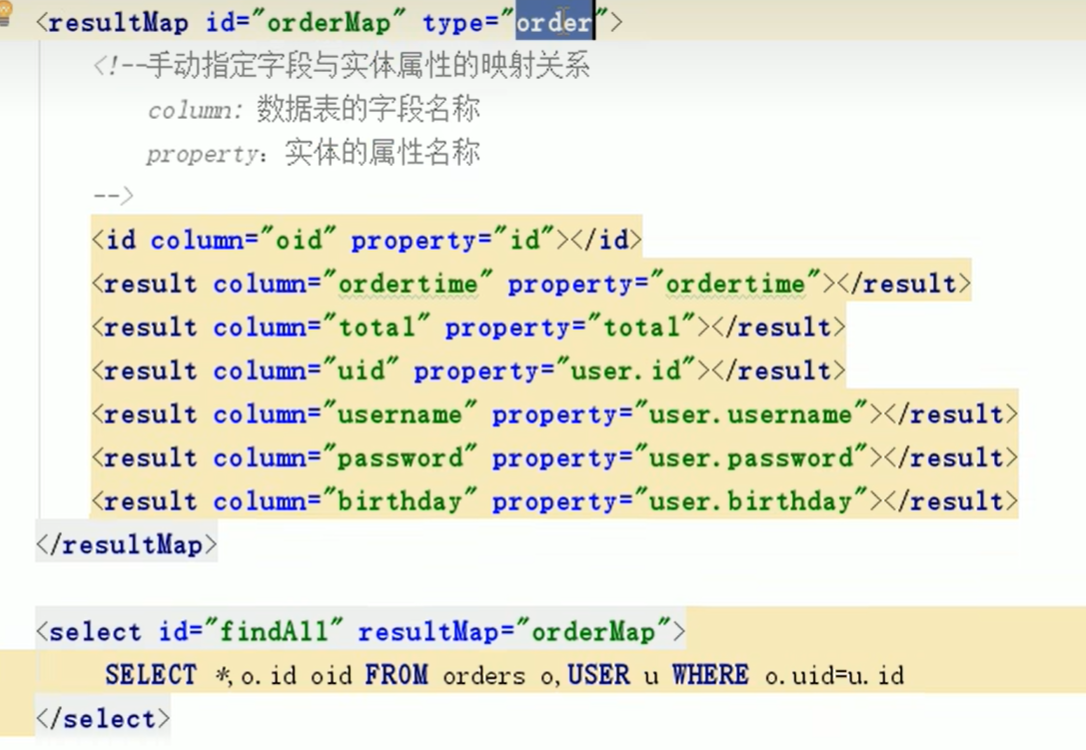 <resultMap id="orderMap" type="order">
<!--手动指定字段与实体属性的映射关系
column: 数据表的字段名称
property：实体的属性名称
-->
<id column="oid" property="id"></id>
<result column="ordertime" property="ordertime"></result>
<result column="total" property="total"></result>
<result column="uid" property="user.id"></result>
<result column="username" property="user.username"></result>
<result column="password" property="user.password"></result>
<result column="birthday" property="user.birthday"></result>
</resultMap>
<select id="findAll" resultMap="orderMap">
SELECT *,o.id oid FROM orders o,USER u WHERE o.uid=u.id
</select>